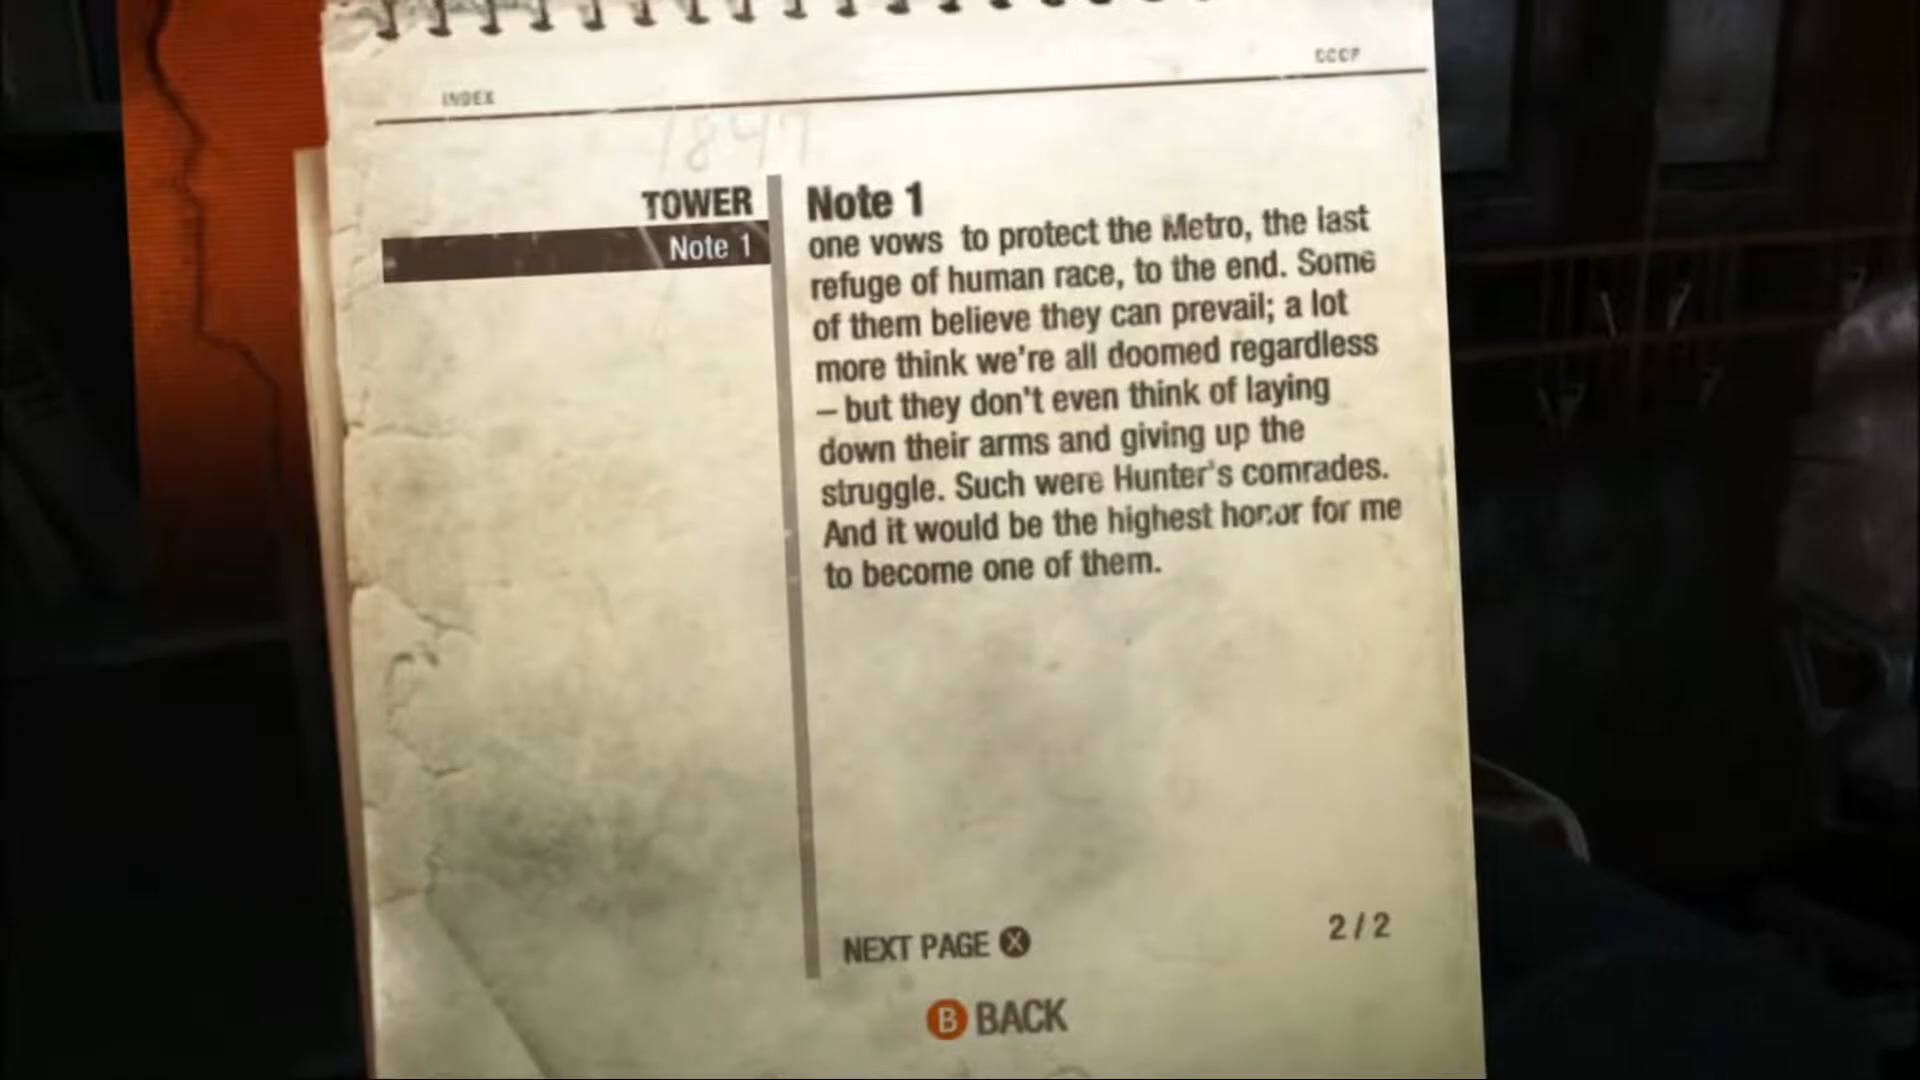 INDEX
CCCP
1847
TOWER
Note 1
Note 1
one vows to protect the Metro, the last
refuge of human race, to the end. Some
of them believe they can prevail; a lot
more think we're all doomed regardless
– but they don't even think of laying
down their arms and giving up the
struggle. Such were Hunter's comrades.
And it would be the highest honor for me
to become one of them.
NEXT PAGE X
2 / 2
B BACK